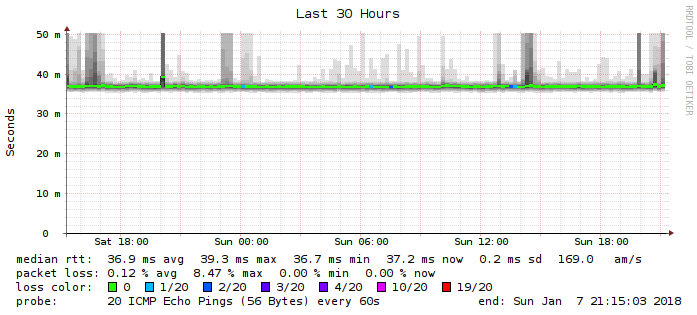 Last 30 Hours
RRDTOOL / TOBI OETIKER
Seconds
50 m
40 m
30 m
20 m
10 m
0
Sat 18:00 Sun 00:00 Sun 06:00 Sun 12:00 Sun 18:00
median rtt: 36.9 ms avg 39.3 ms max 36.7 ms min 37.2 ms now 0.2 ms sd 169.0 am/s
packet loss: 0.12 % avg 8.47 % max 0.00 % min 0.00 % now
loss color: 0 1/20 2/20 3/20 4/20 10/20 19/20
probe: 20 ICMP Echo Pings (56 Bytes) every 60s end: Sun Jan 7 21:15:03 2018